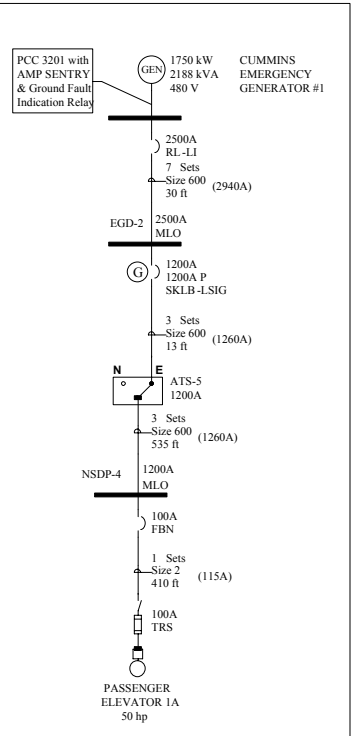 PCC 3201 with
AMP SENTRY
& Ground Fault
Indication Relay
GEN
1750 kW
2188 kVA
480 V
CUMMINS
EMERGENCY
GENERATOR #1
2500A
RL-LI
7 Sets
Size 600
30 ft
(2940A)
EGD-2
2500A
MLO
G
1200A
1200A P
SKLB-LSIG
3 Sets
Size 600
13 ft
(1260A)
N E
ATS-5
1200A
3 Sets
Size 600
535 ft
(1260A)
NSDP-4
1200A
MLO
100A
FBN
1 Sets
Size 2
410 ft
(115A)
100A
TRS
PASSENGER
ELEVATOR 1A
50 hp